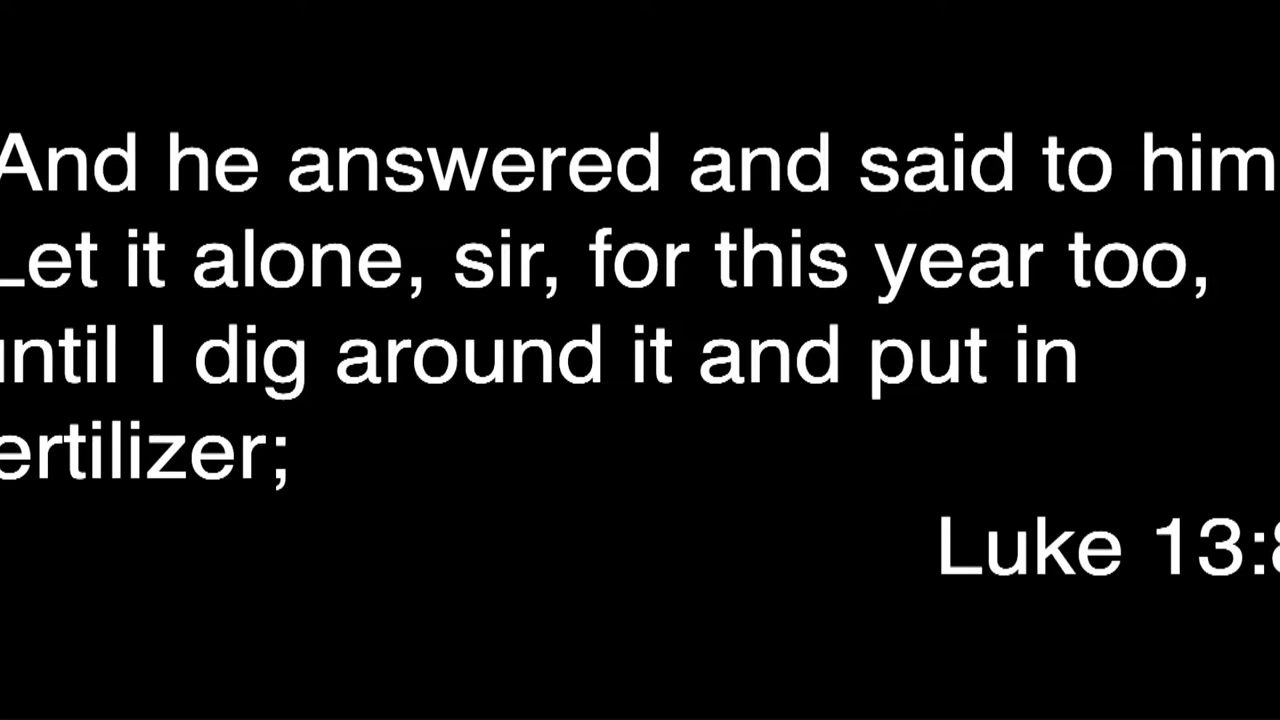 And he answered and said to him
Let it alone, sir, for this year too,
until I dig around it and put in
fertilizer;
Luke 13:8